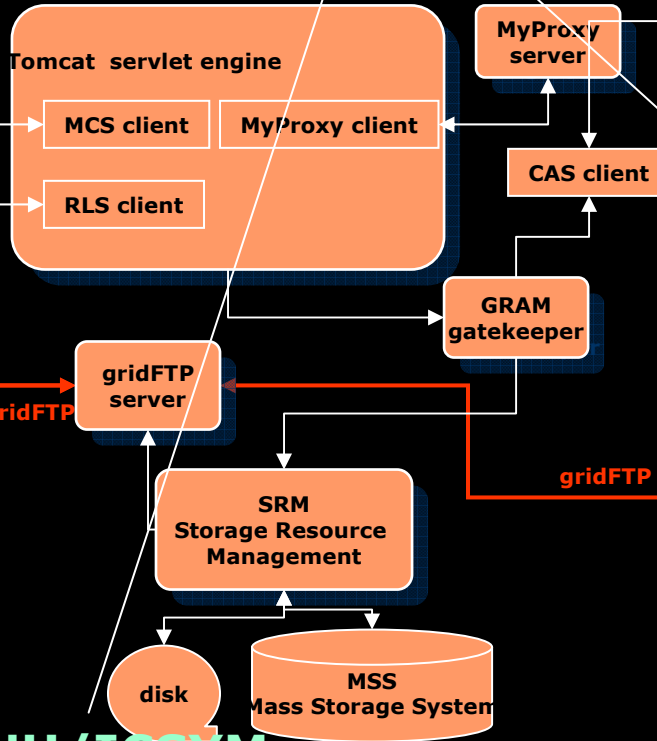 MyProxy
server
Tomcat servlet engine
MCS client
MyProxy client
CAS client
RLS client
GRAM
gatekeeper
gridFTP
server
gridFTP
SRM
Storage Resource
Management
disk
MSS
Mass Storage System